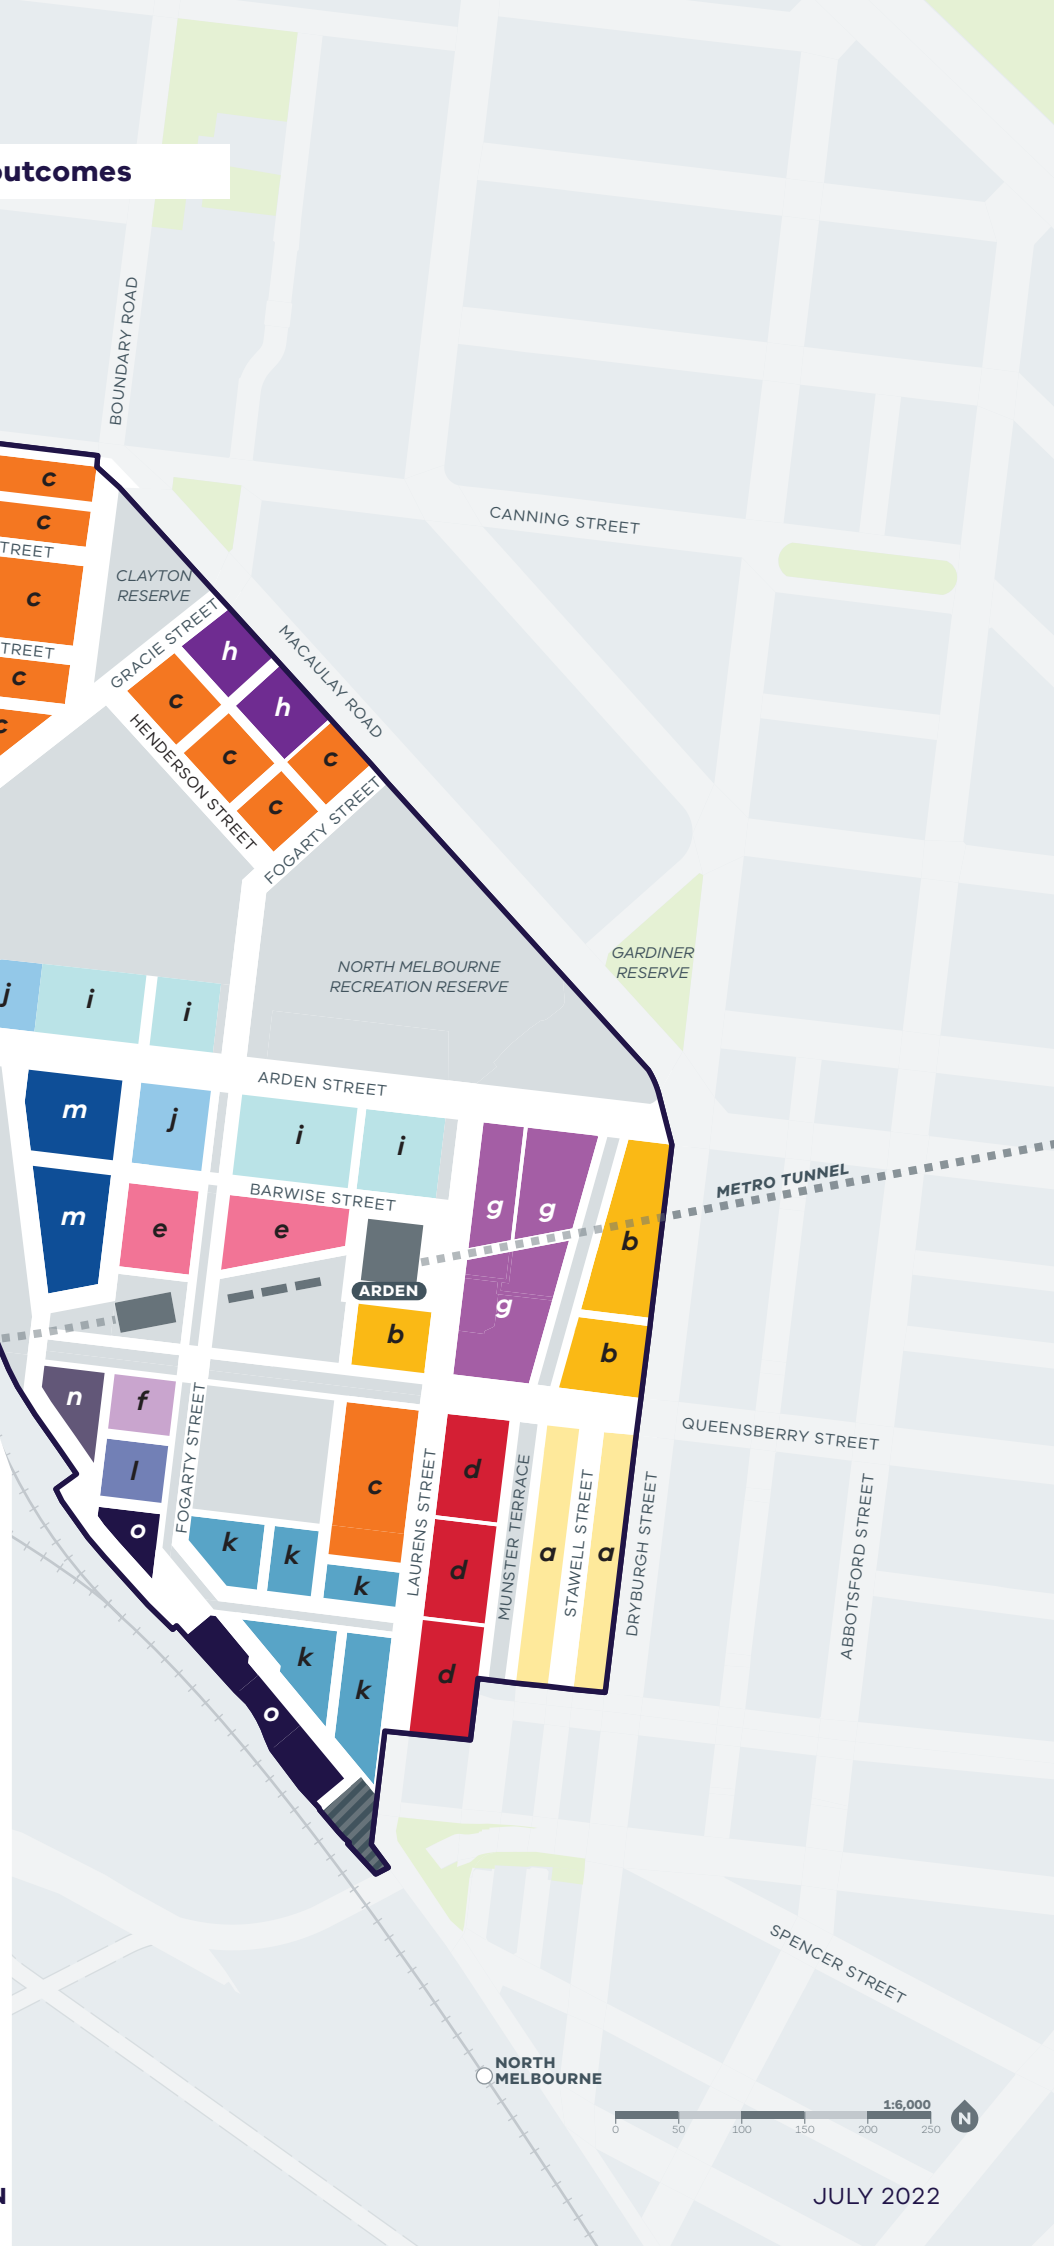 outcomes
BOUNDARY ROAD
c
c
TREET
c
TREET
c
c
CANNING STREET
CLAYTON
RESERVE
GRACIE STREET
h
h
MACAULAY ROAD
c
c
c
c
HENDERSON STREET
FOGARTY STREET
GARDINER
RESERVE
NORTH MELBOURNE
RECREATION RESERVE
j
i
i
ARDEN STREET
m
j
i
i
BARWISE STREET
m
e
e
g
g
g
b
METRO TUNNEL
ARDEN
b
b
n
f
l
o
FOGARTY STREET
c
LAURENS STREET
d
d
d
MUNSTER TERRACE
a
STAWELL STREET
a
DRYBURGH STREET
QUEENSBERRY STREET
ABBOTSFORD STREET
k
k
k
k
k
o
SPENCER STREET
NORTH
MELBOURNE
1:6,000
0 50 100 150 200 250
N
N
JULY 2022